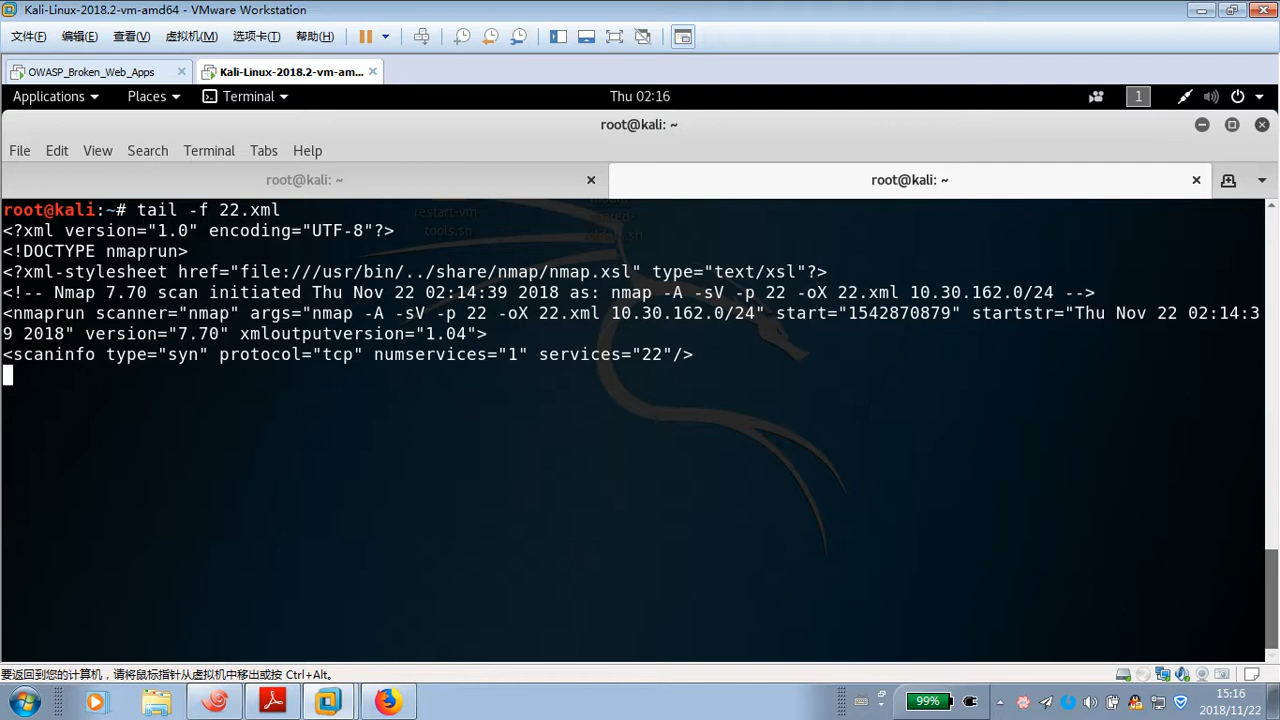 Kali-Linux-2018.2-vm-amd64 - VMware Workstation
文件(F) 编辑(E) 查看(V) 虚拟机(M) 选项卡(T) 帮助(H)
OWASP_Broken_Web_Apps Kali-Linux-2018.2-vm-am...
Applications Places Terminal Thu 02:16 1
root@kali: ~
File Edit View Search Terminal Tabs Help
root@kali: ~ root@kali: ~
restart-vm
tools.sh
root@kali:~# tail -f 22.xml
<?xml version="1.0" encoding="UTF-8"?>
<!DOCTYPE nmaprun>
<?xml-stylesheet href="file:///usr/bin/../share/nmap/nmap.xsl" type="text/xsl"?>
<!-- Nmap 7.70 scan initiated Thu Nov 22 02:14:39 2018 as: nmap -A -sV -p 22 -oX 22.xml 10.30.162.0/24 -->
<nmaprun scanner="nmap" args="nmap -A -sV -p 22 -oX 22.xml 10.30.162.0/24" start="1542870879" startstr="Thu Nov 22 02:14:3
9 2018" version="7.70" xmloutputversion="1.04">
<scaninfo type="syn" protocol="tcp" numservices="1" services="22"/>
要返回到您的计算机，请将鼠标指针从虚拟机中移出或按 Ctrl+Alt。
99% 15:16
2018/11/22